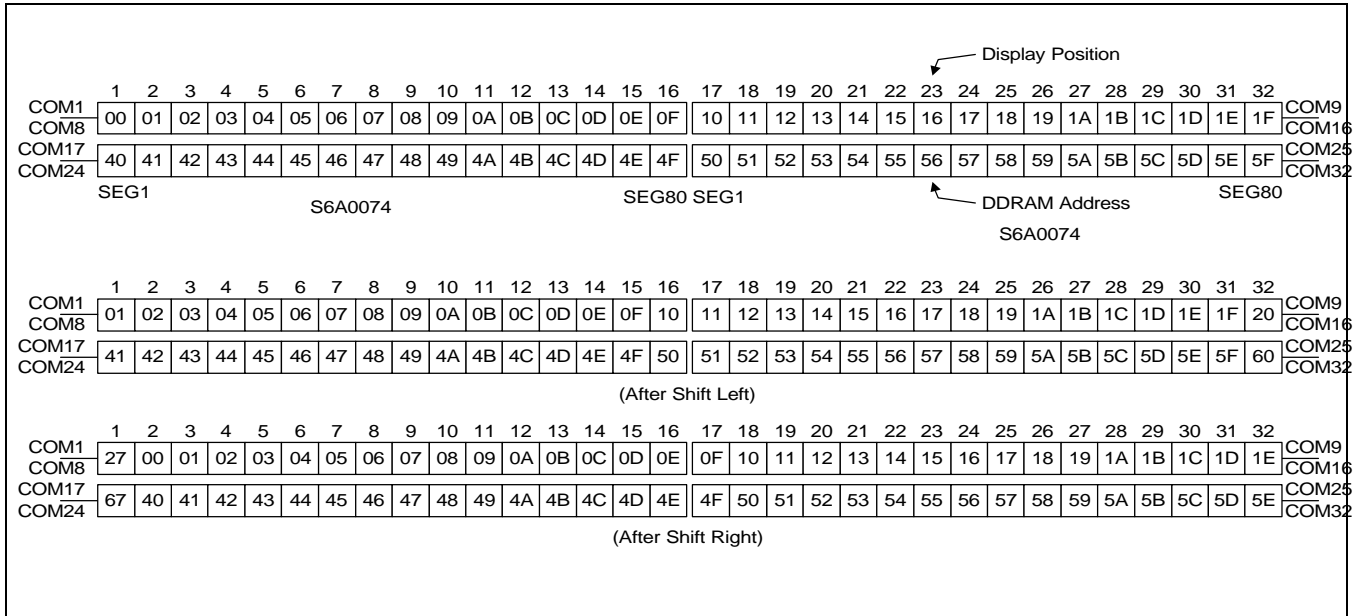 Display Position
1 2 3 4 5 6 7 8 9 10 11 12 13 14 15 16 17 18 19 20 21 22 23 24 25 26 27 28 29 30 31 32
COM1 COM9
00 01 02 03 04 05 06 07 08 09 0A 0B 0C 0D 0E 0F 10 11 12 13 14 15 16 17 18 19 1A 1B 1C 1D 1E 1F
COM8 COM16
COM17 COM25
40 41 42 43 44 45 46 47 48 49 4A 4B 4C 4D 4E 4F 50 51 52 53 54 55 56 57 58 59 5A 5B 5C 5D 5E 5F
COM24 COM32
SEG1 SEG80 SEG1 SEG80
S6A0074 DDRAM Address
S6A0074
1 2 3 4 5 6 7 8 9 10 11 12 13 14 15 16 17 18 19 20 21 22 23 24 25 26 27 28 29 30 31 32
COM1 COM9
01 02 03 04 05 06 07 08 09 0A 0B 0C 0D 0E 0F 10 11 12 13 14 15 16 17 18 19 1A 1B 1C 1D 1E 1F 20
COM8 COM16
COM17 COM25
41 42 43 44 45 46 47 48 49 4A 4B 4C 4D 4E 4F 50 51 52 53 54 55 56 57 58 59 5A 5B 5C 5D 5E 5F 60
COM24 COM32
(After Shift Left)
1 2 3 4 5 6 7 8 9 10 11 12 13 14 15 16 17 18 19 20 21 22 23 24 25 26 27 28 29 30 31 32
COM1 COM9
27 00 01 02 03 04 05 06 07 08 09 0A 0B 0C 0D 0E 0F 10 11 12 13 14 15 16 17 18 19 1A 1B 1C 1D 1E
COM8 COM16
COM17 COM25
67 40 41 42 43 44 45 46 47 48 49 4A 4B 4C 4D 4E 4F 50 51 52 53 54 55 56 57 58 59 5A 5B 5C 5D 5E
COM24 COM32
(After Shift Right)